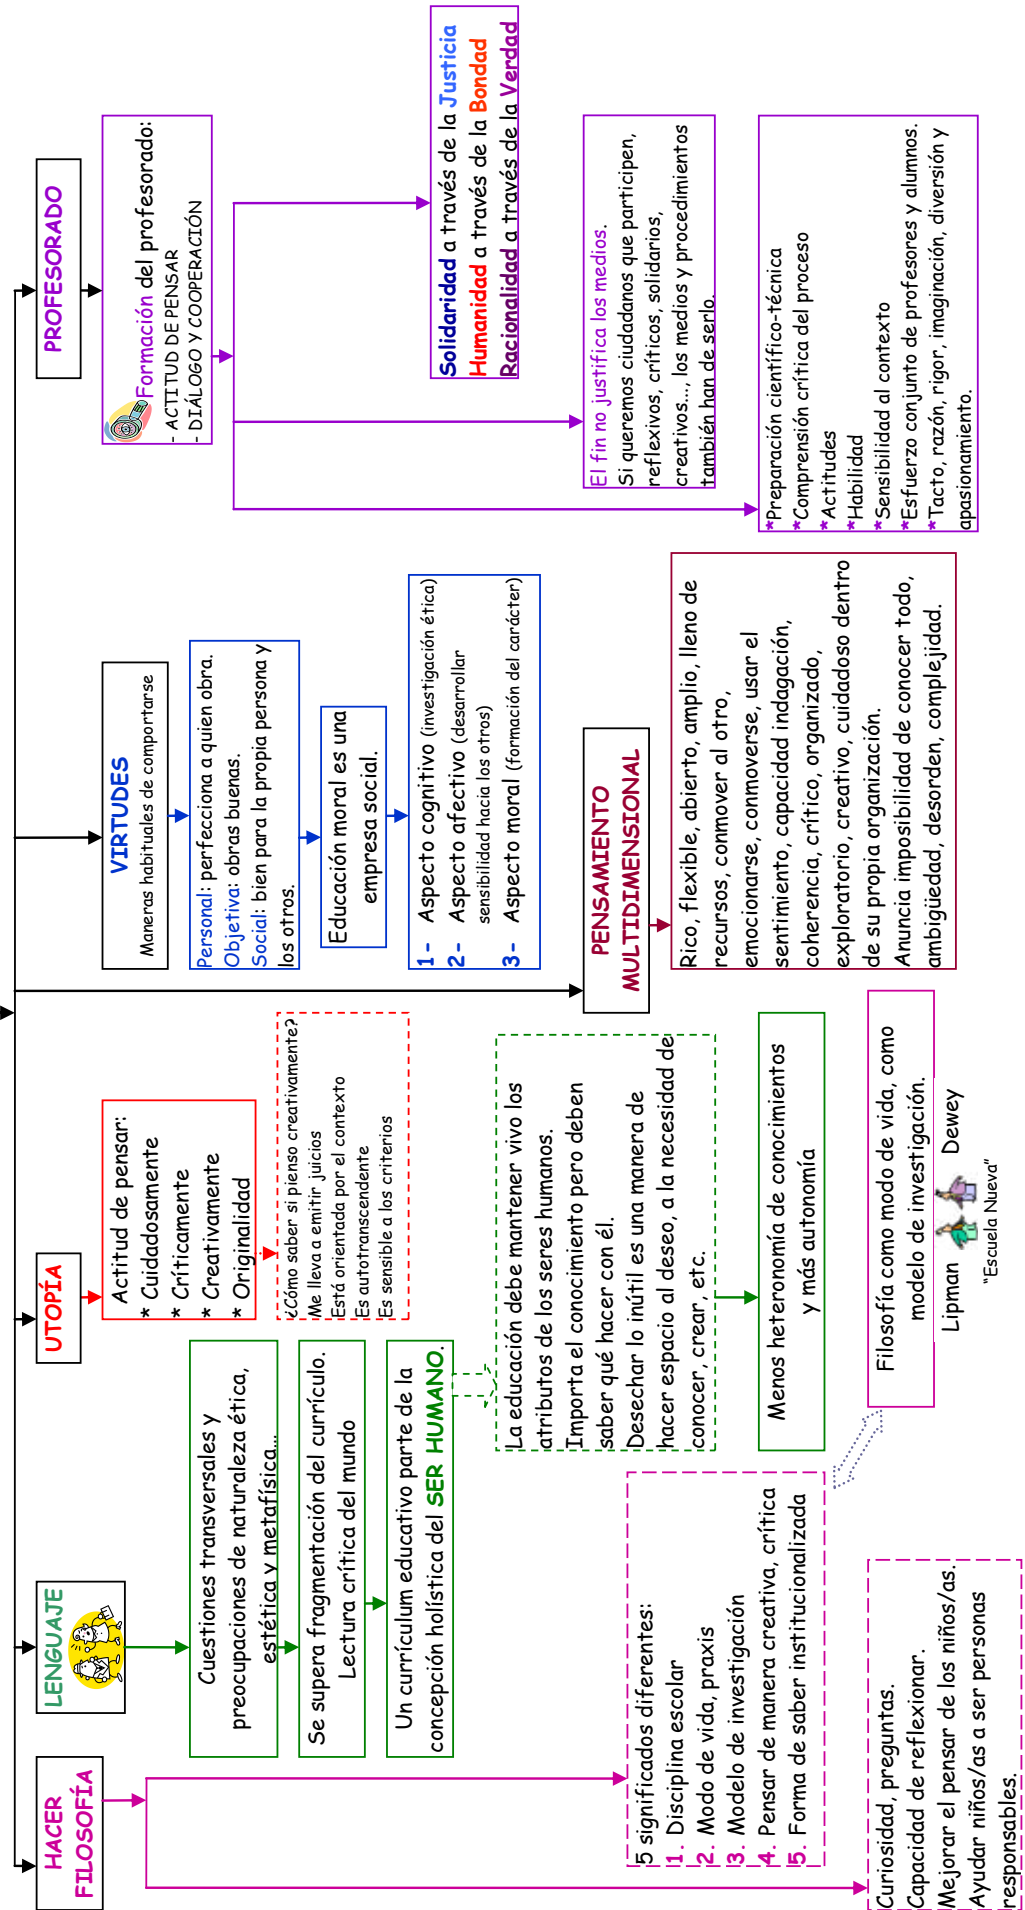 HACER
FILOSOFÍA
Curiosidad, preguntas.
Capacidad de reflexionar.
Mejorar el pensar de los niños/as.
Ayudar niños/as a ser personas
responsables.
5 significados diferentes:
1. Disciplina escolar
2. Modo de vida, praxis
3. Modelo de investigación
4. Pensar de manera creativa, crítica
5. Forma de saber institucionalizada
Filosofía como modo de vida, como
modelo de investigación.
Lipman Dewey
"Escuela Nueva"
LENGUAJE
Cuestiones transversales y
preocupaciones de naturaleza ética,
estética y metafísica...
Se supera fragmentación del currículo.
Lectura crítica del mundo
Un currículum educativo parte de la
concepción holística del SER HUMANO.
La educación debe mantener vivo los
atributos de los seres humanos.
Importa el conocimiento pero deben
saber qué hacer con él.
Desechar lo inútil es una manera de
hacer espacio al deseo, a la necesidad de
conocer, crear, etc.
Menos heteronomía de conocimientos
y más autonomía
UTOPÍA
Actitud de pensar:
* Cuidadosamente
* Críticamente
* Creativamente
* Originalidad
¿Cómo saber si pienso creativamente?
Me lleva a emitir juicios
Está orientada por el contexto
Es autotranscendente
Es sensible a los criterios
VIRTUDES
Maneras habituales de comportarse
Personal: perfecciona a quien obra.
Objetiva: obras buenas.
Social: bien para la propia persona y
los otros.
Educación moral es una
empresa social.
1- Aspecto cognitivo (investigación ética)
2- Aspecto afectivo (desarrollar
sensibilidad hacia los otros)
3- Aspecto moral (formación del carácter)
PENSAMIENTO
MULTIDIMENSIONAL
Rico, flexible, abierto, amplio, lleno de
recursos, conmover al otro,
emocionarse, conmoverse, usar el
sentimiento, capacidad indagación,
coherencia, crítico, organizado,
exploratorio, creativo, cuidadoso dentro
de su propia organización.
Anuncia imposibilidad de conocer todo,
ambigüedad, desorden, complejidad.
PROFESORADO
Formación del profesorado:
- ACTITUD DE PENSAR
- DIÁLOGO Y COOPERACIÓN
Solidaridad a través de la Justicia
Humanidad a través de la Bondad
Racionalidad a través de la Verdad
El fin no justifica los medios.
Si queremos ciudadanos que participen,
reflexivos, críticos, solidarios,
creativos..., los medios y procedimientos
también han de serlo.
*Preparación científico-técnica
*Comprensión crítica del proceso
*Actitudes
*Habilidad
*Sensibilidad al contexto
*Esfuerzo conjunto de profesores y alumnos.
*Tacto, razón, rigor, imaginación, diversión y
apasionamiento.